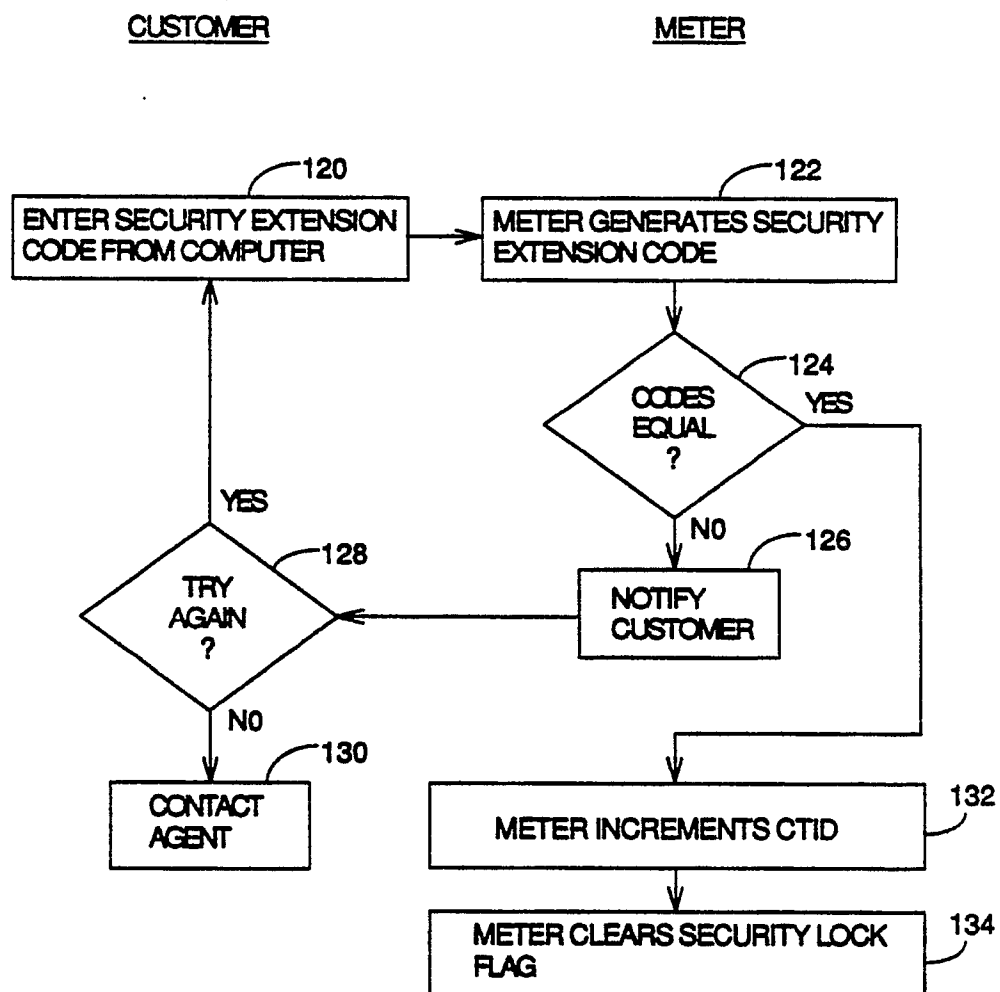 CUSTOMER
METER
120
ENTER SECURITY EXTENSION
CODE FROM COMPUTER
122
METER GENERATES SECURITY
EXTENSION CODE
124
CODES
EQUAL
?
YES
NO
126
NOTIFY
CUSTOMER
YES
128
TRY
AGAIN
?
NO
130
CONTACT
AGENT
132
METER INCREMENTS CTID
134
METER CLEARS SECURITY LOCK
FLAG